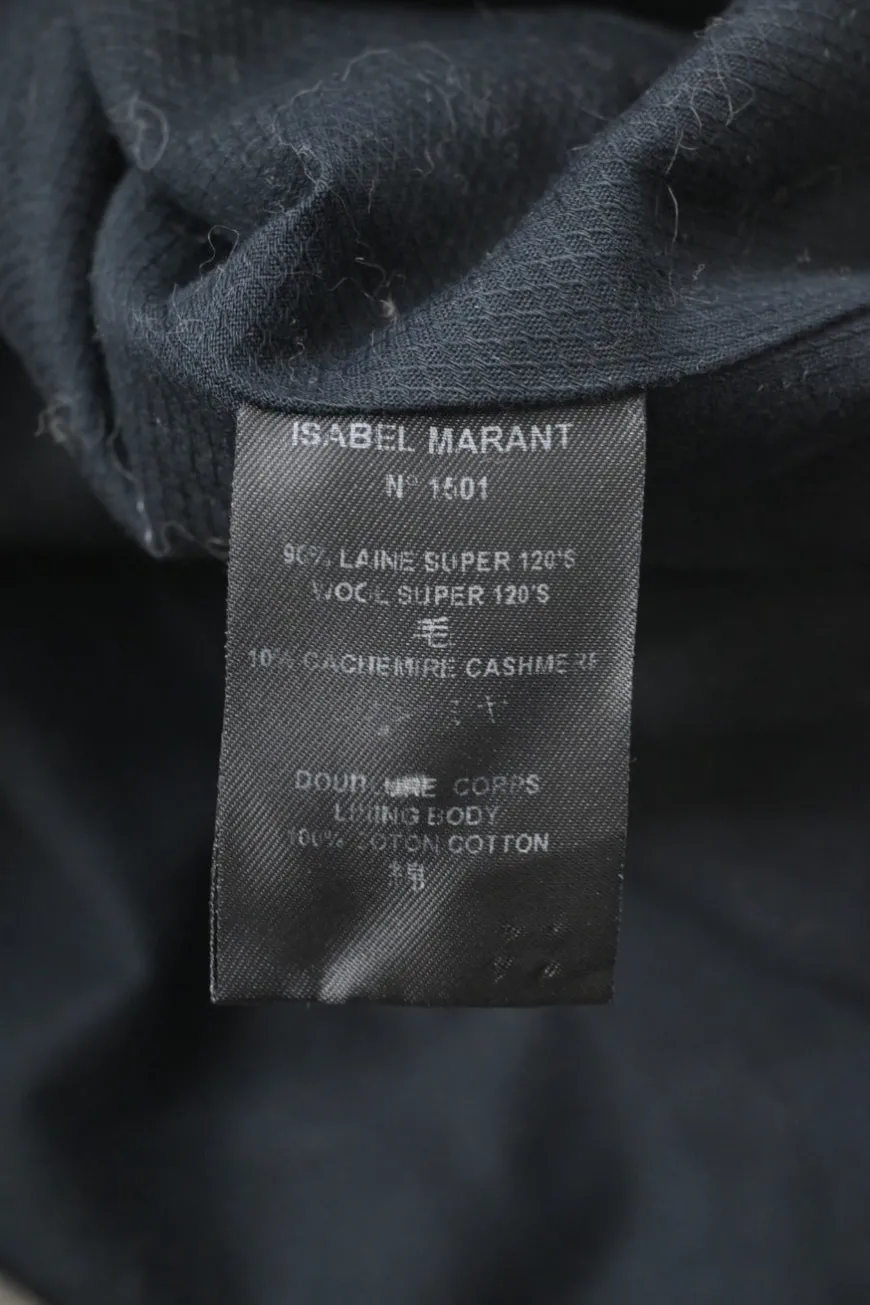 ISABEL MARANT
N° 1501
90% LAINE SUPER 120'S
WOOL SUPER 120'S
毛
10% CACHEMIRE CASHMERE
DOUBLURE CORPS
LINING BODY
100% COTON COTTON
棉